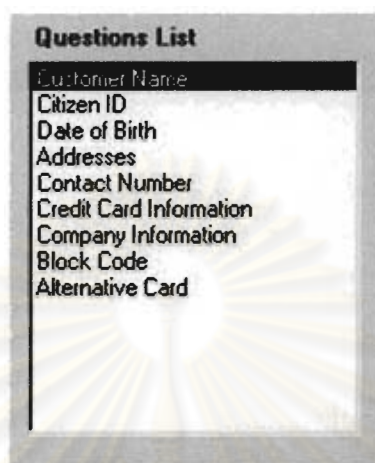 Questions List
Customer Name
Citizen ID
Date of Birth
Addresses
Contact Number
Credit Card Information
Company Information
Block Code
Alternative Card